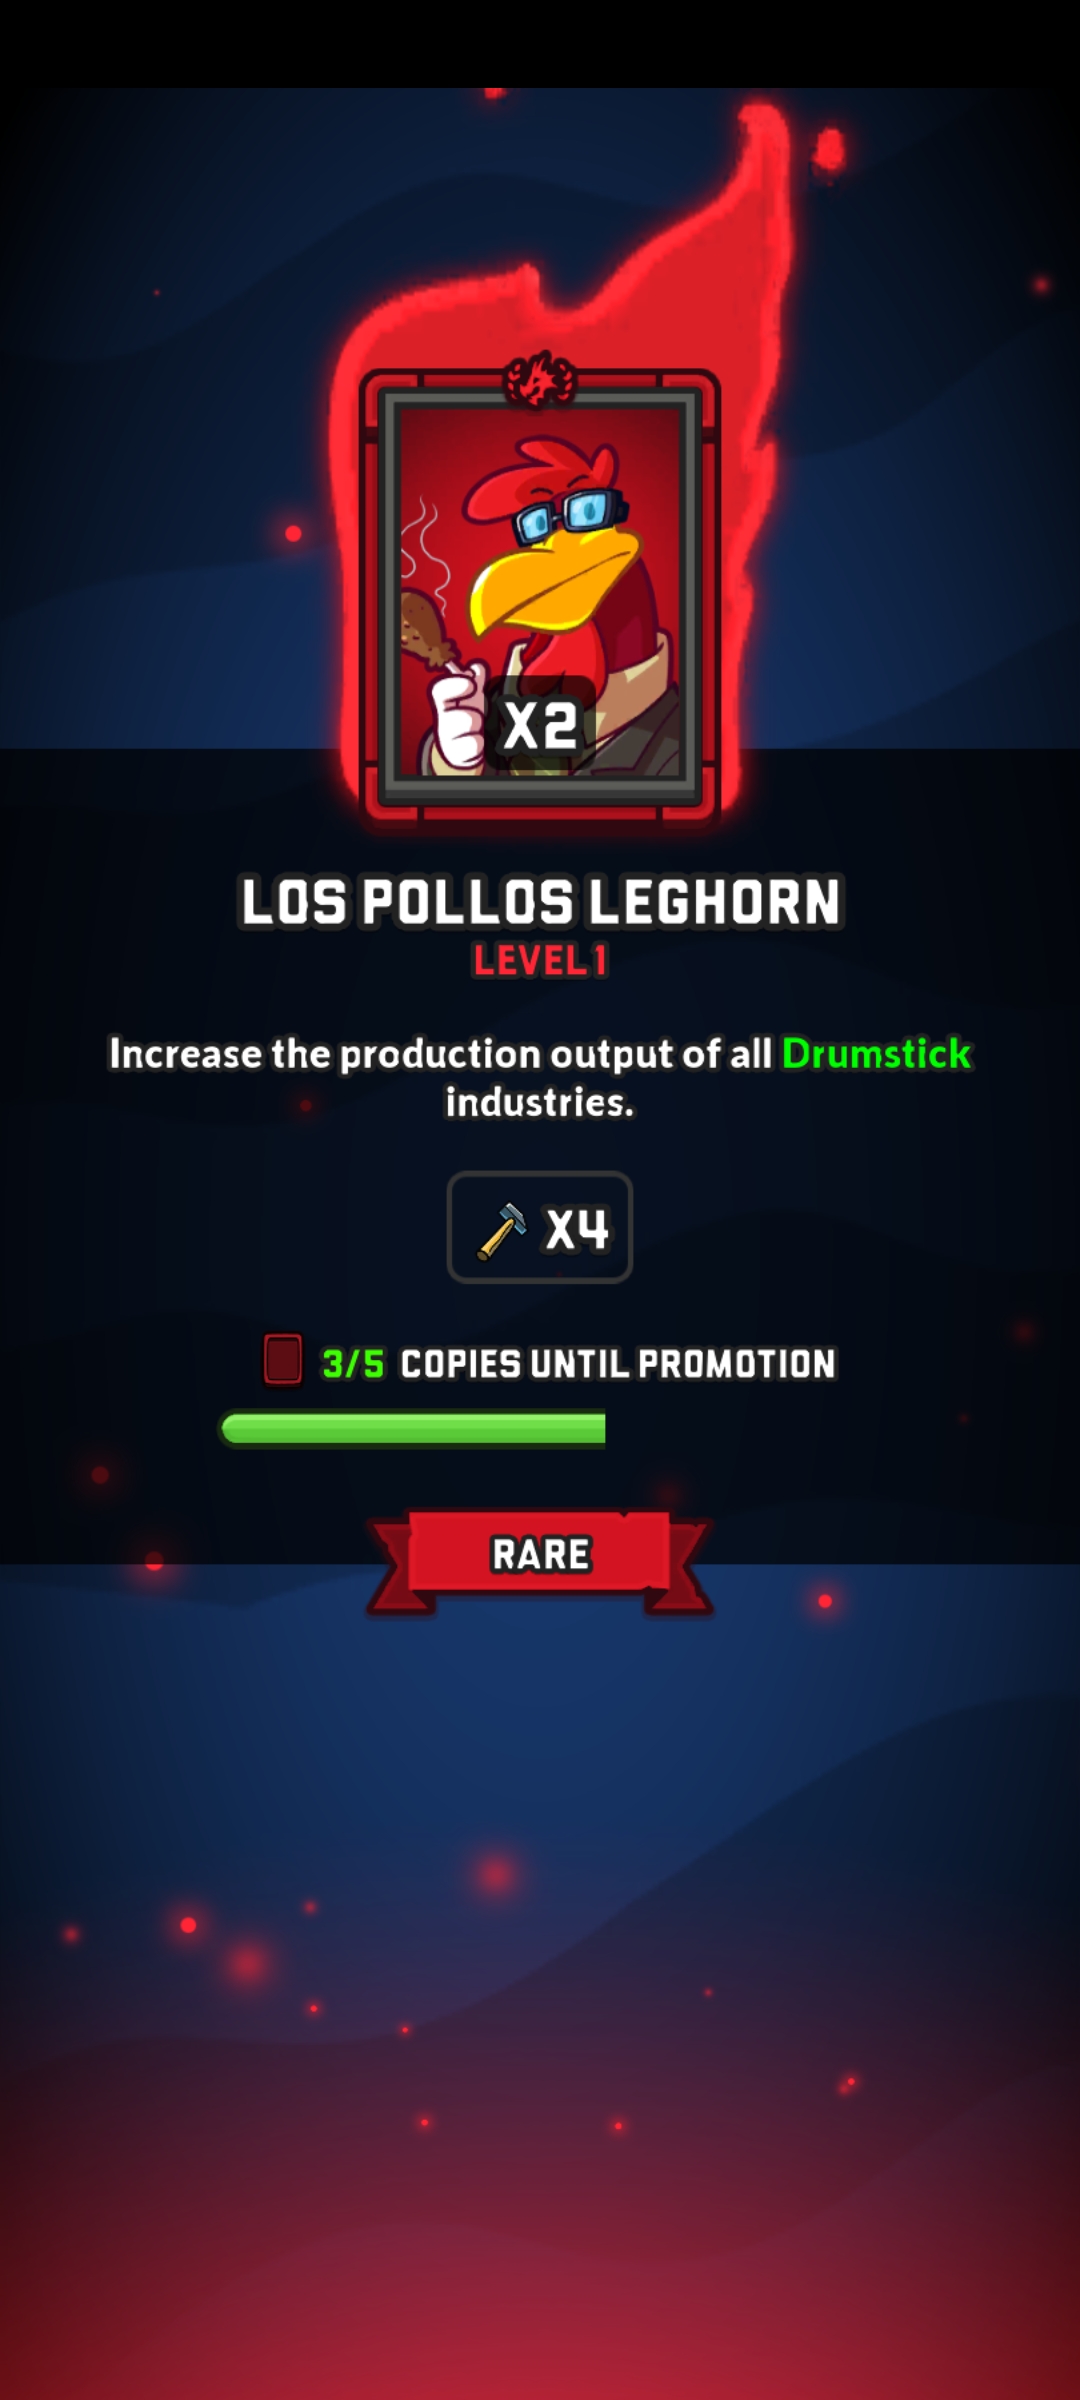 X2
LOS POLLOS LEGHORN
LEVEL 1
Increase the production output of all Drumstick
industries.
X4
3/5 COPIES UNTIL PROMOTION
RARE